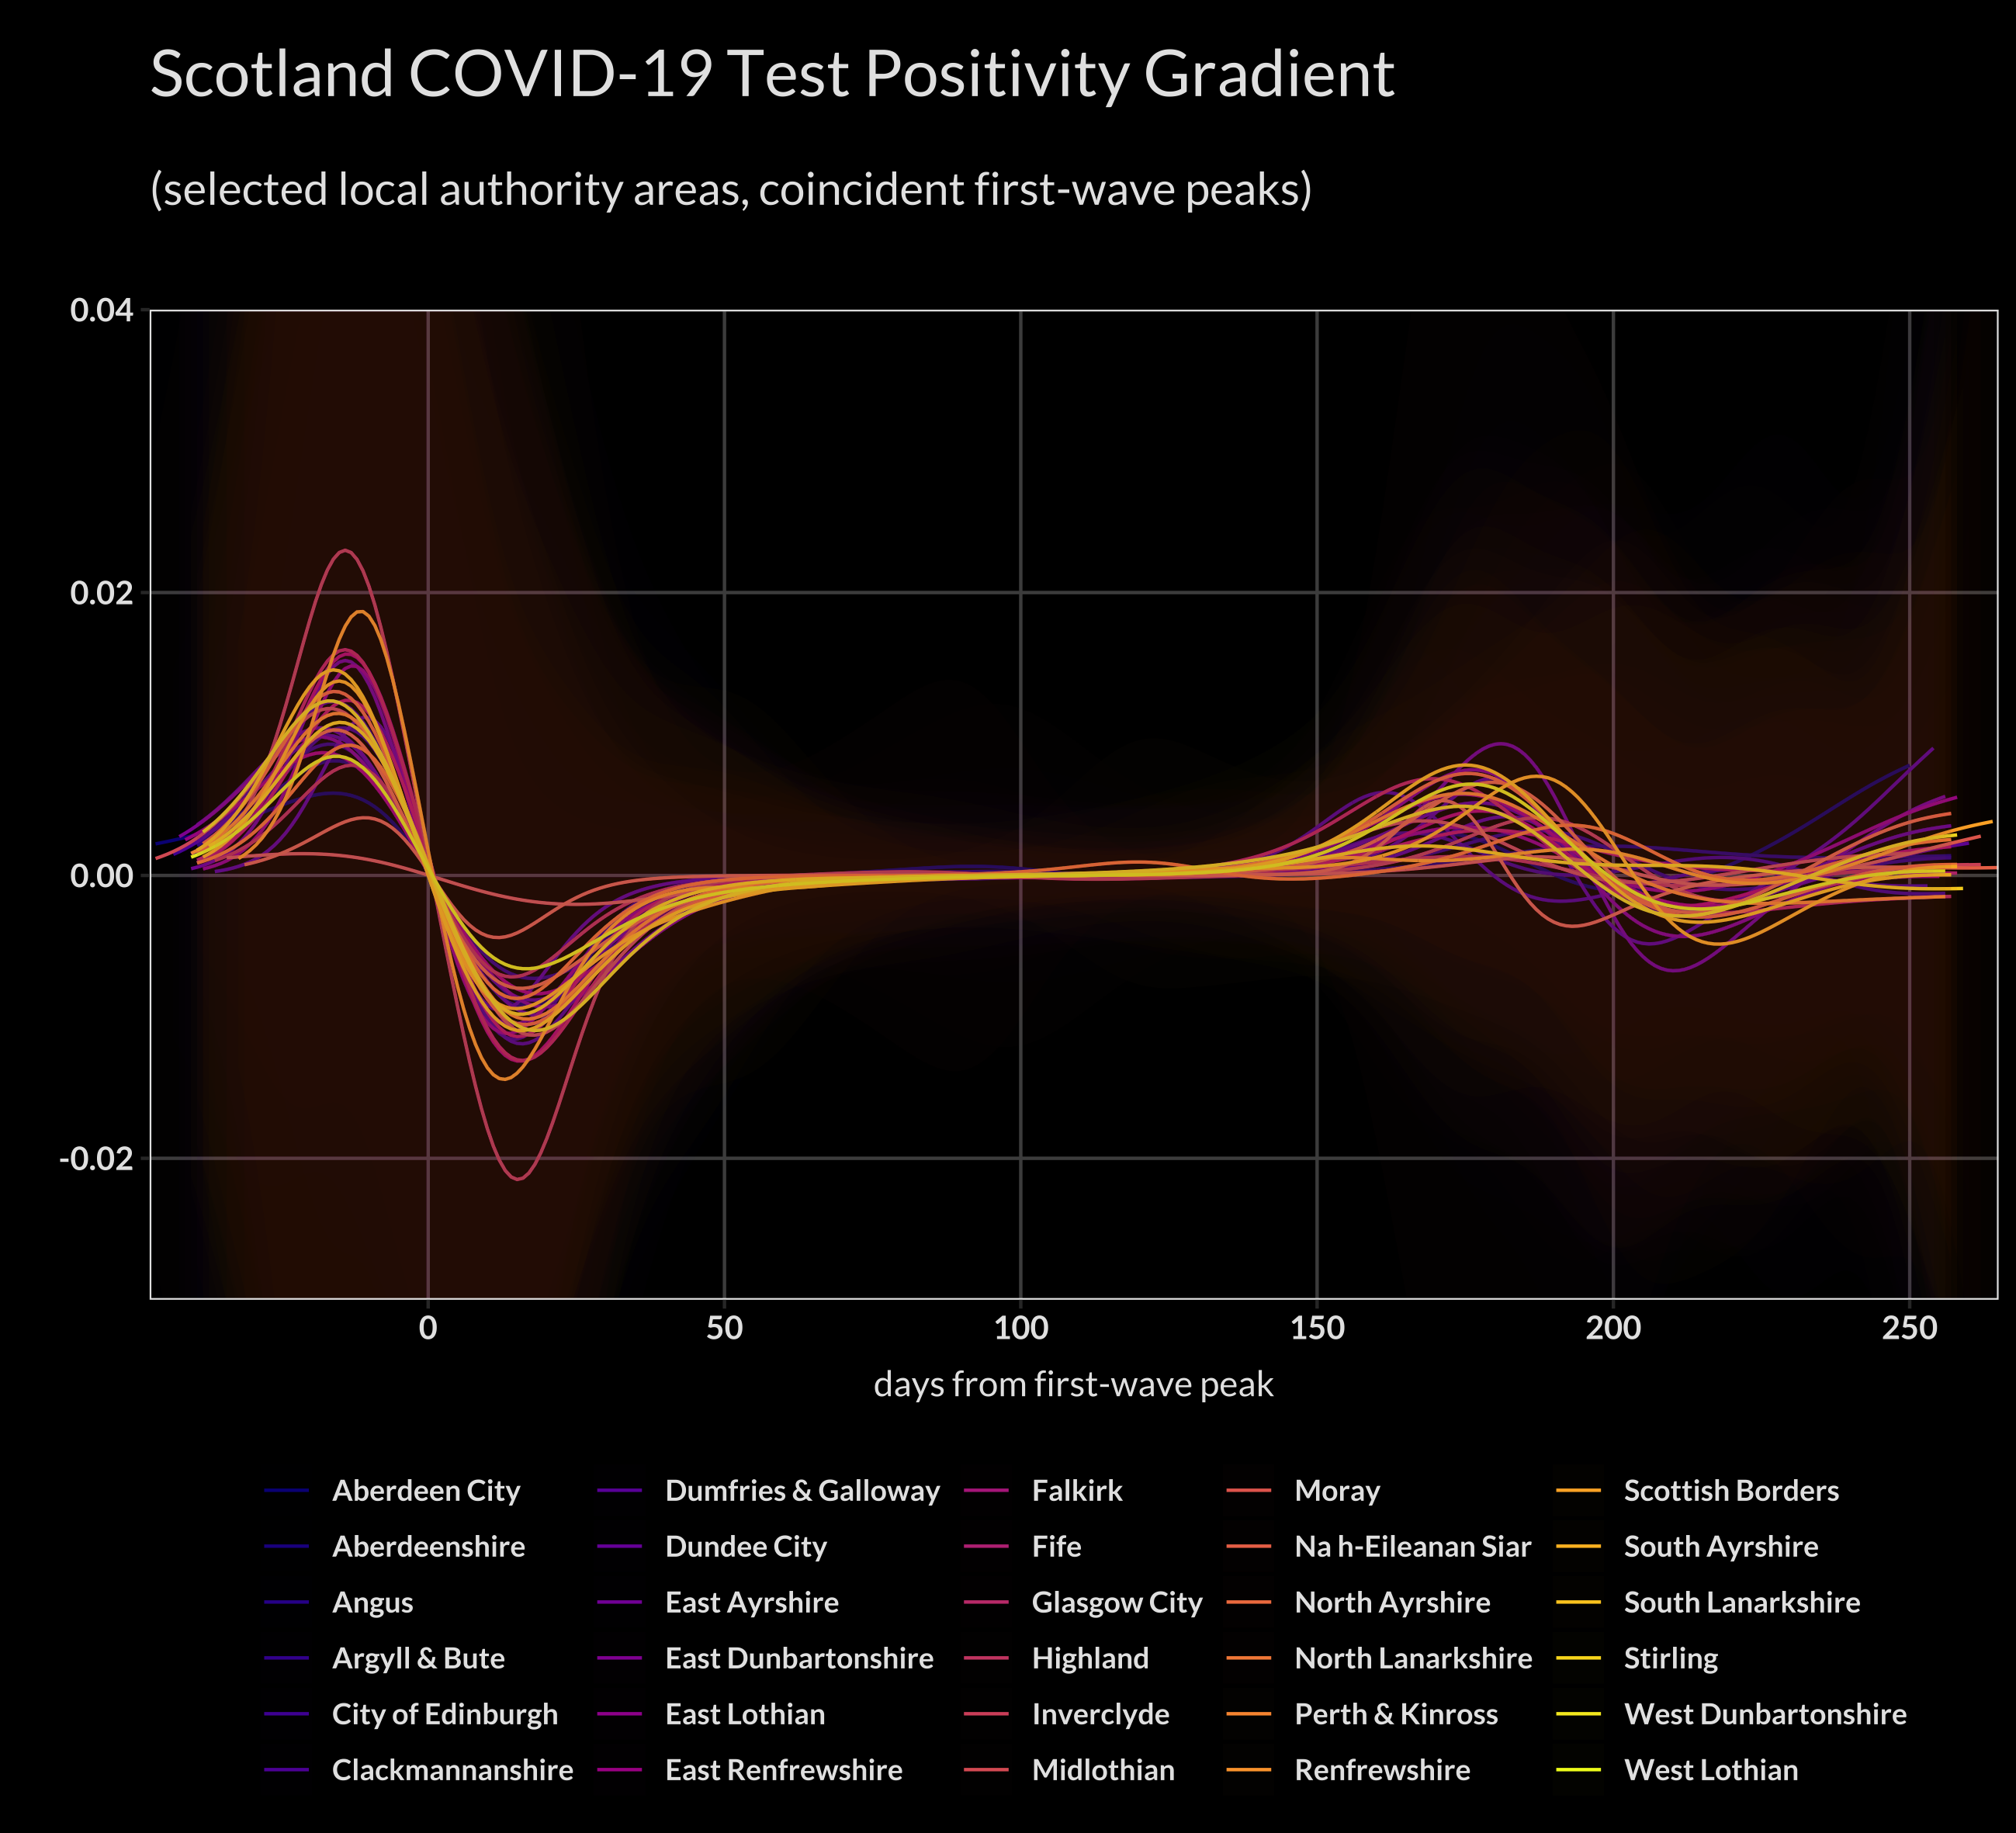 Scotland COVID-19 Test Positivity Gradient
(selected local authority areas, coincident first-wave peaks)
0.04
0.02
0.00
-0.02
0 50 100 150 200 250
days from first-wave peak
Aberdeen City Dumfries & Galloway Falkirk Moray Scottish Borders
Aberdeenshire Dundee City Fife Na h-Eileanan Siar South Ayrshire
Angus East Ayrshire Glasgow City North Ayrshire South Lanarkshire
Argyll & Bute East Dunbartonshire Highland North Lanarkshire Stirling
City of Edinburgh East Lothian Inverclyde Perth & Kinross West Dunbartonshire
Clackmannanshire East Renfrewshire Midlothian Renfrewshire West Lothian